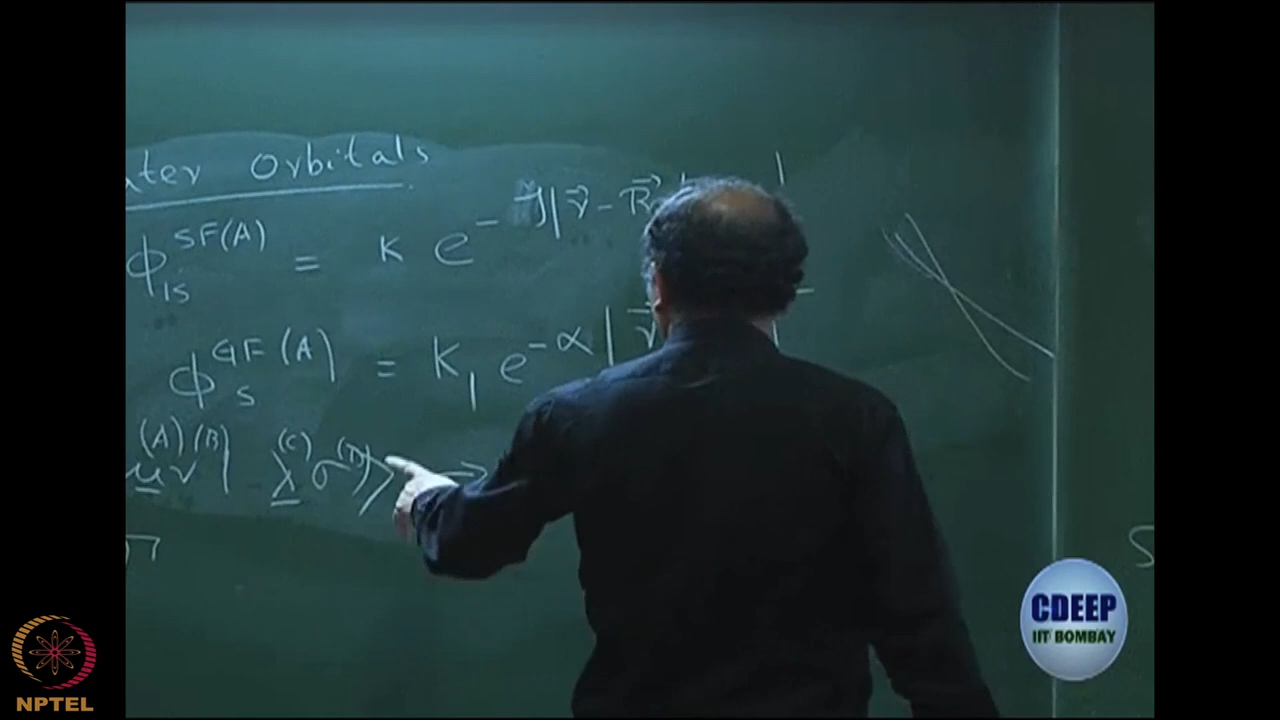 ater Orbitals
ϕ₁ₛ^SF(A) = K e^-ζ|r⃗ - R⃗
ϕₛ^GF(A) = K₁ e^-α|r⃗
μ(A) ν(B) | λ(C) σ(D)⟩ →
S
CDEEP
IIT BOMBAY
NPTEL